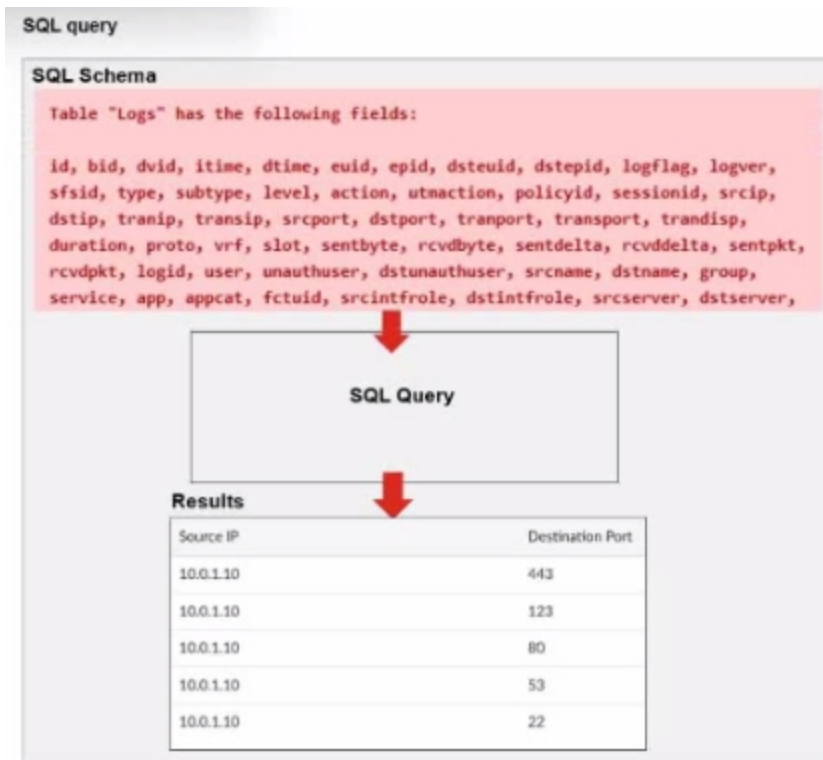 SQL query
SQL Schema
Table "Logs" has the following fields:
id, bid, dvid, itime, dtime, euid, epid, dsteuid, dstepid, logflag, logver,
sfsid, type, subtype, level, action, utmaction, policyid, sessionid, srcip,
dstip, tranip, transip, srcport, dstport, tranport, transport, trandisp,
duration, proto, vrf, slot, sentbyte, rcvdbyte, sentdelta, rcvddelta, sentpkt,
rcvdpkt, logid, user, unauthuser, dstunauthuser, srcname, dstname, group,
service, app, appcat, fctuid, srcintfrole, dstintfrole, srcserver, dstserver,
SQL Query
Results
Source IP Destination Port
10.0.1.10 443
10.0.1.10 123
10.0.1.10 80
10.0.1.10 53
10.0.1.10 22